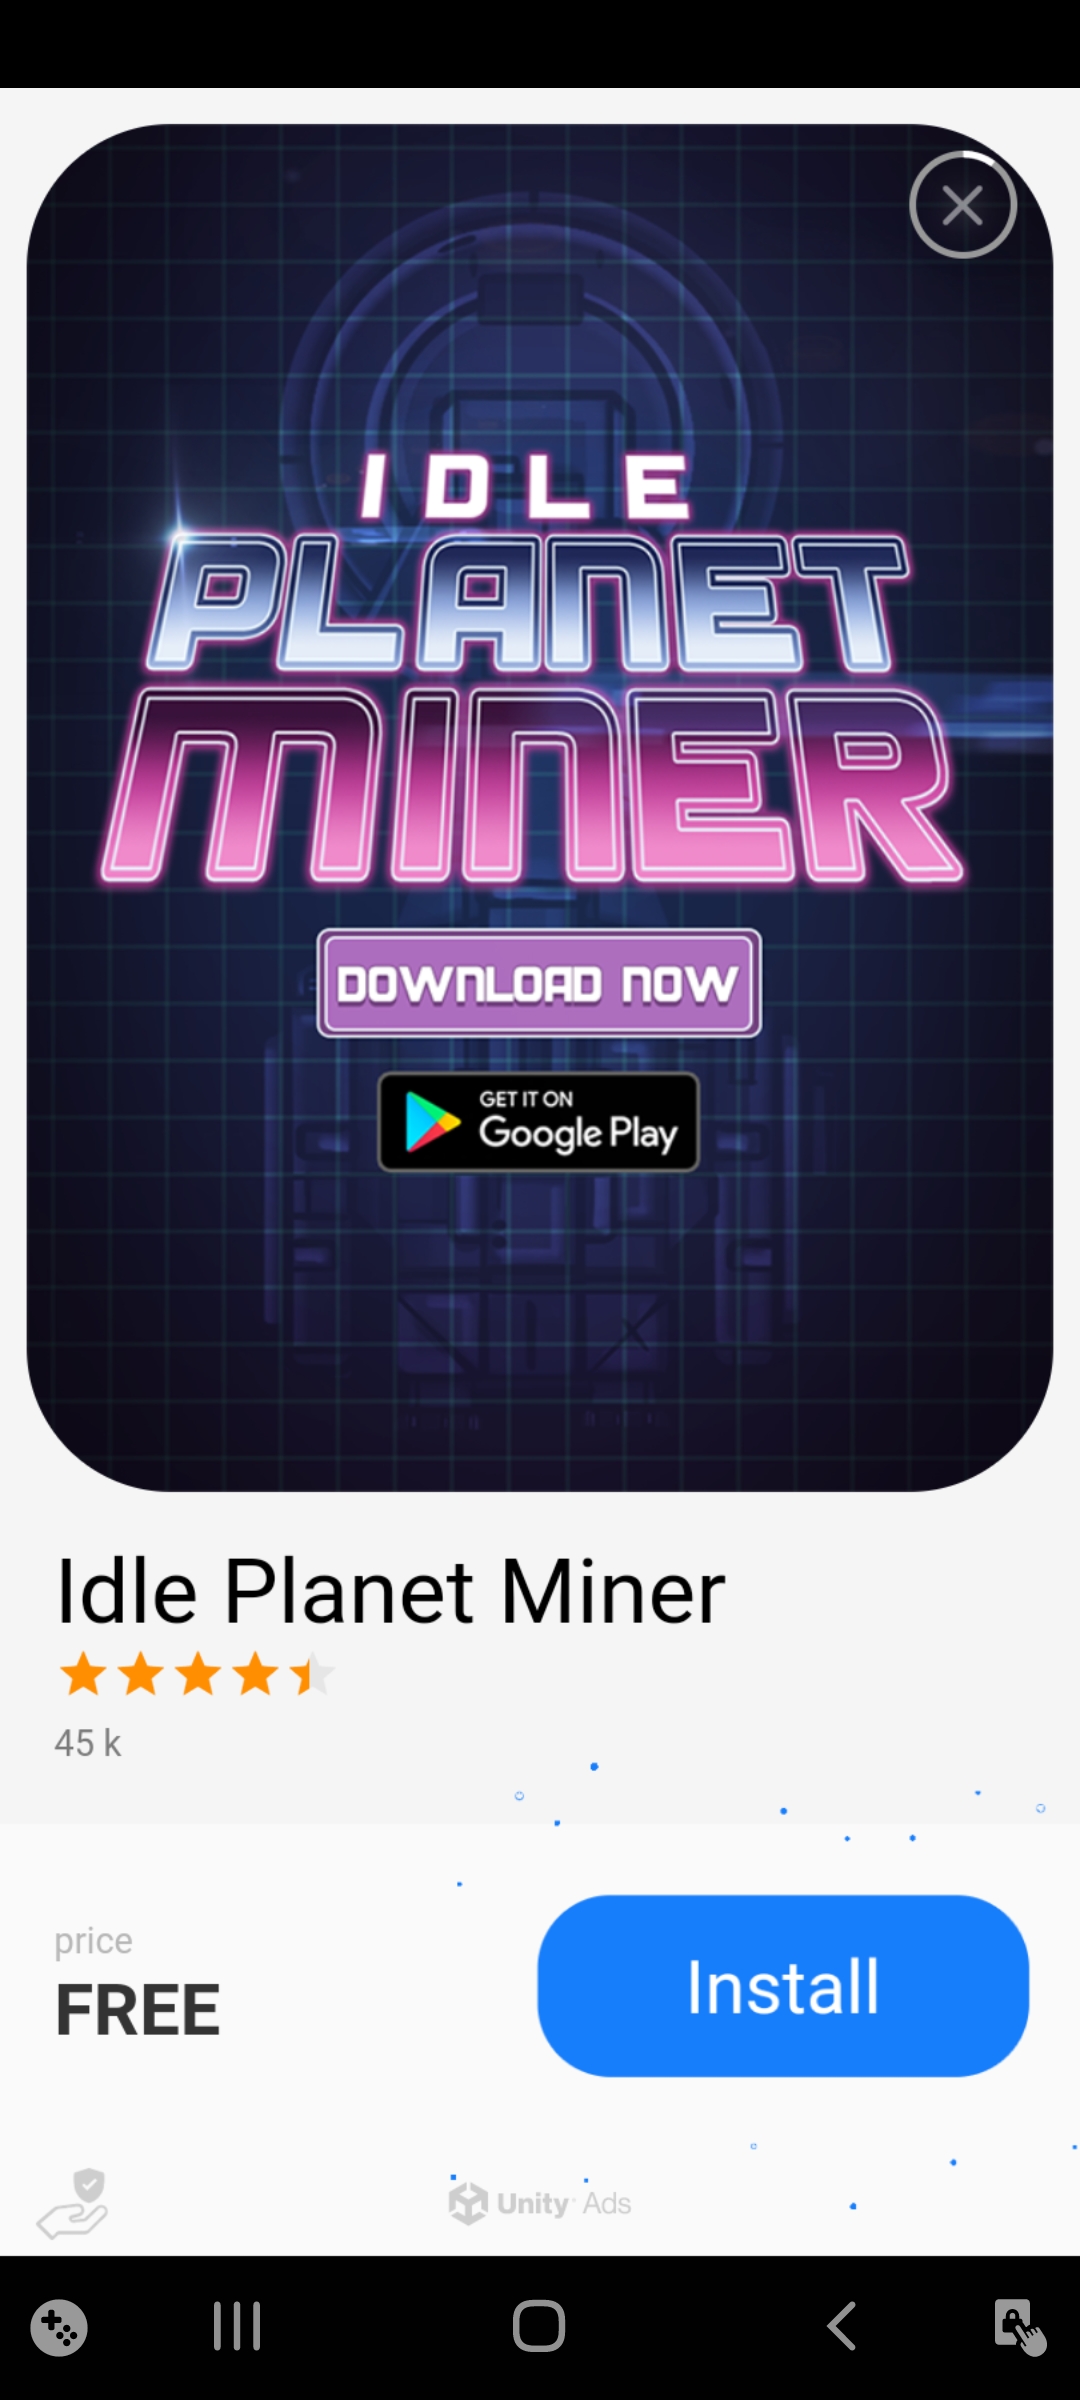 IDLE
PLANET
MINER
DOWNLOAD NOW
GET IT ON
Google Play
Idle Planet Miner
45 k
price
FREE
Install
Unity Ads